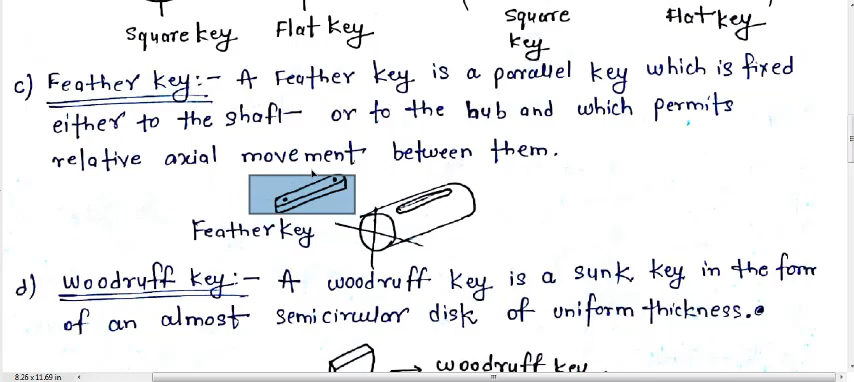 Square key Flat key Square key Flat key
c) Feather key:- A Feather key is a parallel key which is fixed
either to the shaft or to the hub and which permits
relative axial movement between them.
Feather key
d) Woodruff key:- A woodruff key is a sunk key in the form
of an almost semicircular disk of uniform thickness.
→ woodruff key
8.26 x 11.69 in